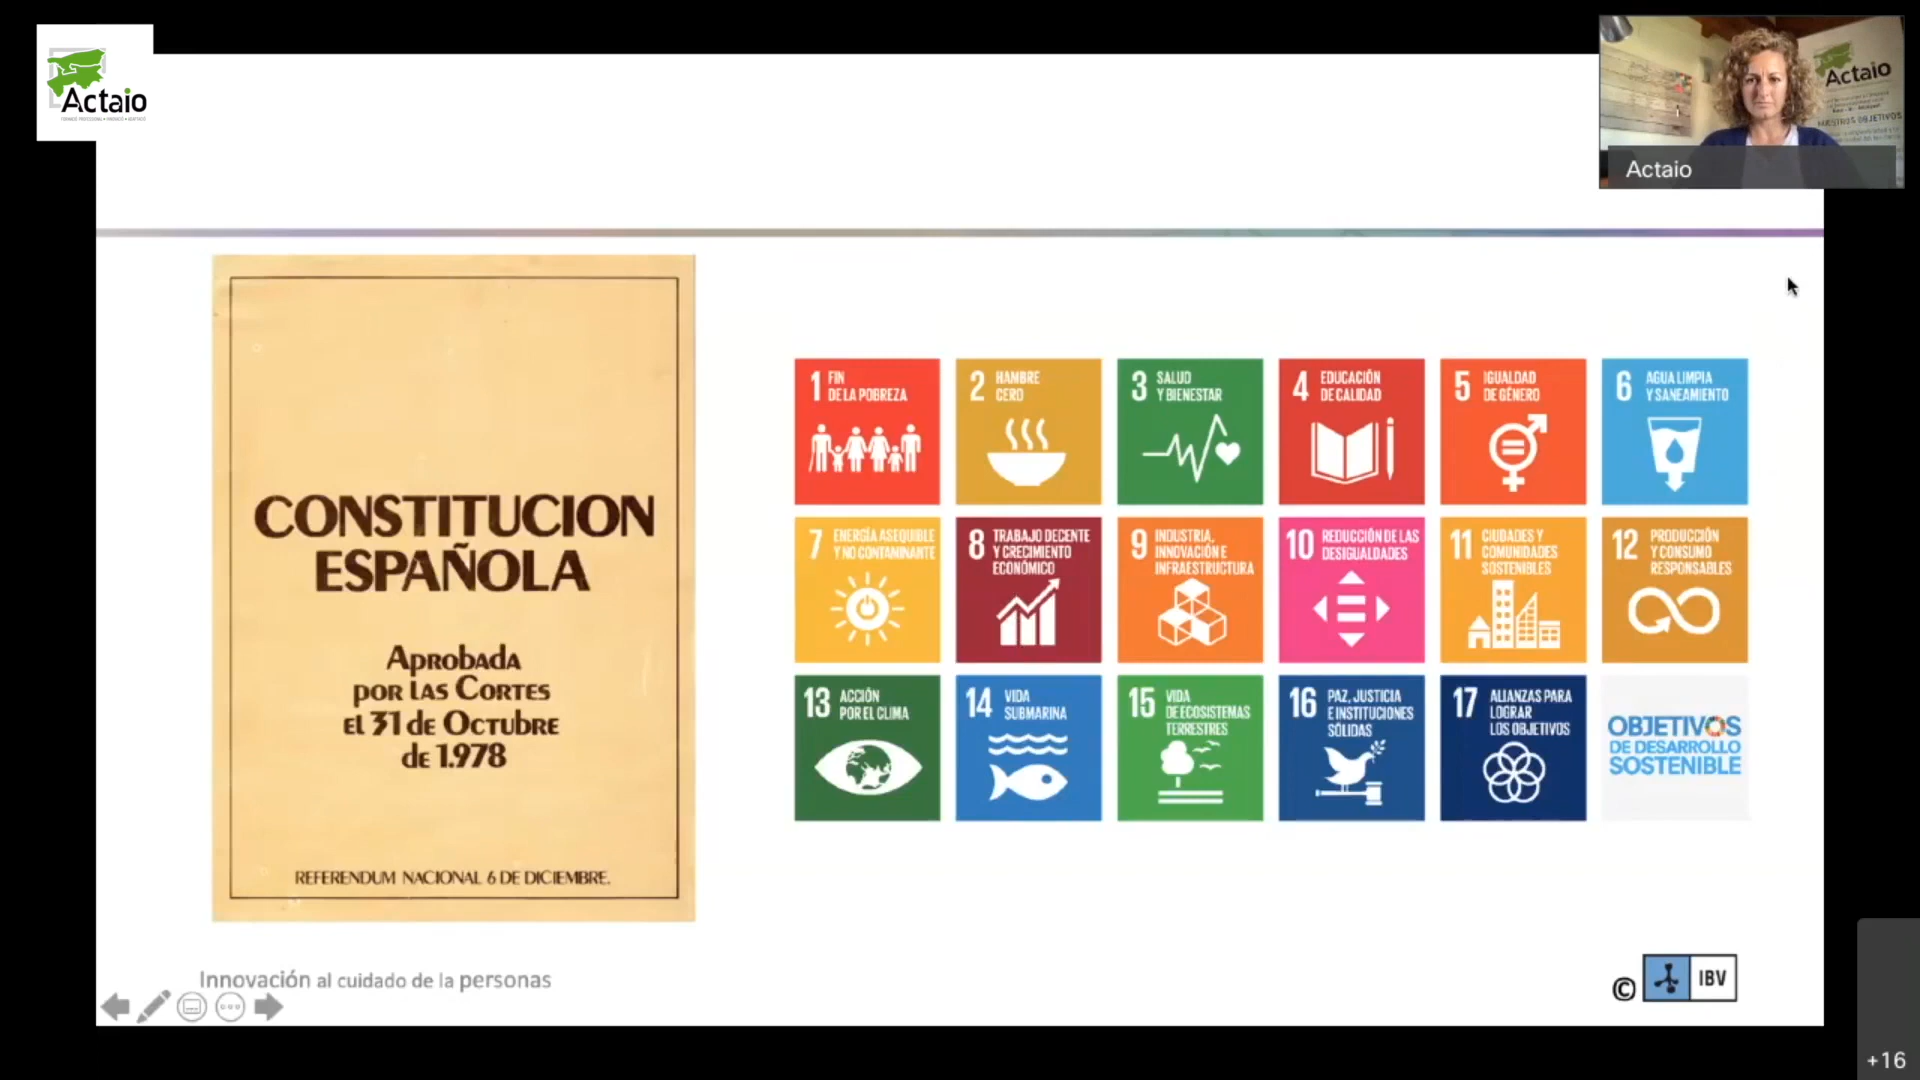 Actaio
Actaio
Actaio
CONSTITUCION
ESPAÑOLA
Aprobada
por las Cortes
el 31 de Octubre
de 1.978
REFERENDUM NACIONAL 6 DE DICIEMBRE.
1 FIN
DE LA POBREZA
2 HAMBRE
CERO
3 SALUD
Y BIENESTAR
4 EDUCACIÓN
DE CALIDAD
5 IGUALDAD
DE GÉNERO
6 AGUA LIMPIA
Y SANEAMIENTO
7 ENERGÍA ASEQUIBLE
Y NO CONTAMINANTE
8 TRABAJO DECENTE
Y CRECIMIENTO
ECONÓMICO
9 INDUSTRIA,
INNOVACIÓN E
INFRAESTRUCTURA
10 REDUCCIÓN DE LAS
DESIGUALDADES
11 CIUDADES Y
COMUNIDADES
SOSTENIBLES
12 PRODUCCIÓN
Y CONSUMO
RESPONSABLES
13 ACCIÓN
POR EL CLIMA
14 VIDA
SUBMARINA
15 VIDA
DE ECOSISTEMAS
TERRESTRES
16 PAZ, JUSTICIA
E INSTITUCIONES
SÓLIDAS
17 ALIANZAS PARA
LOGRAR
LOS OBJETIVOS
OBJETIVOS
DE DESARROLLO
SOSTENIBLE
Innovación al cuidado de la personas
© IBV
+16